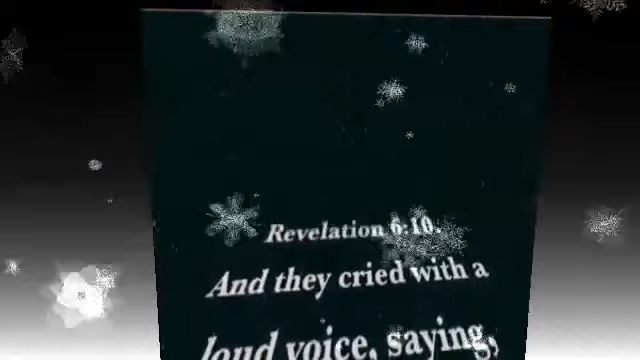 Revelation 6:10.
And they cried with a
loud voice, saying,